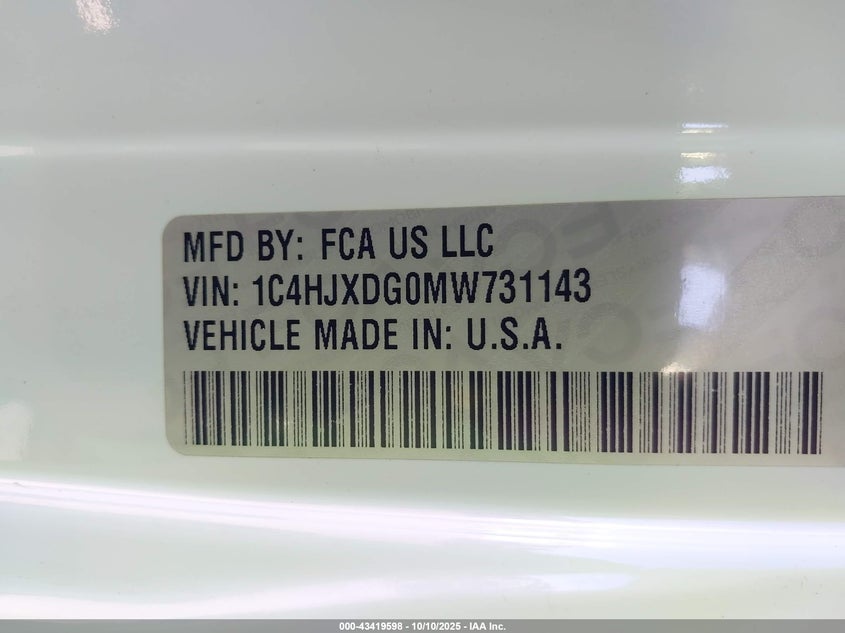 MFD BY: FCA US LLC
VIN: 1C4HJXDG0MW731143
VEHICLE MADE IN: U.S.A.
000-43419598 - 10/10/2025 - IAA Inc.